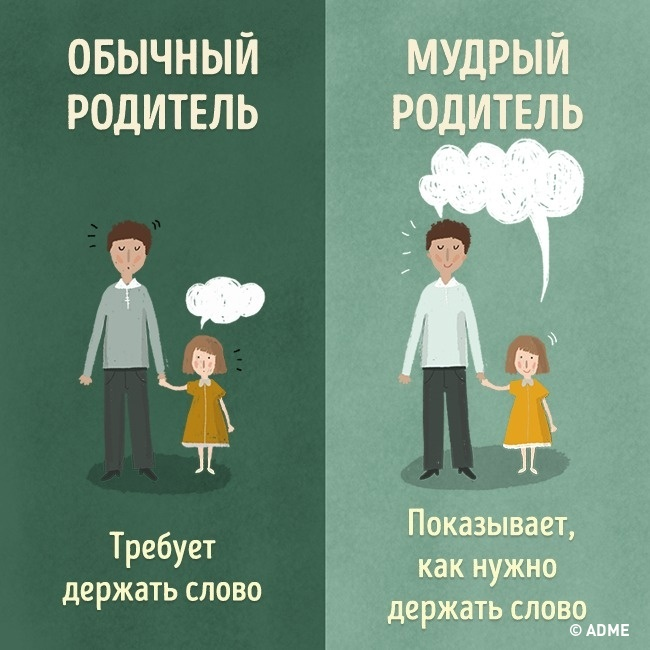 ОБЫЧНЫЙ
РОДИТЕЛЬ
Требует
держать слово
МУДРЫЙ
РОДИТЕЛЬ
Показывает,
как нужно
держать слово
© ADME